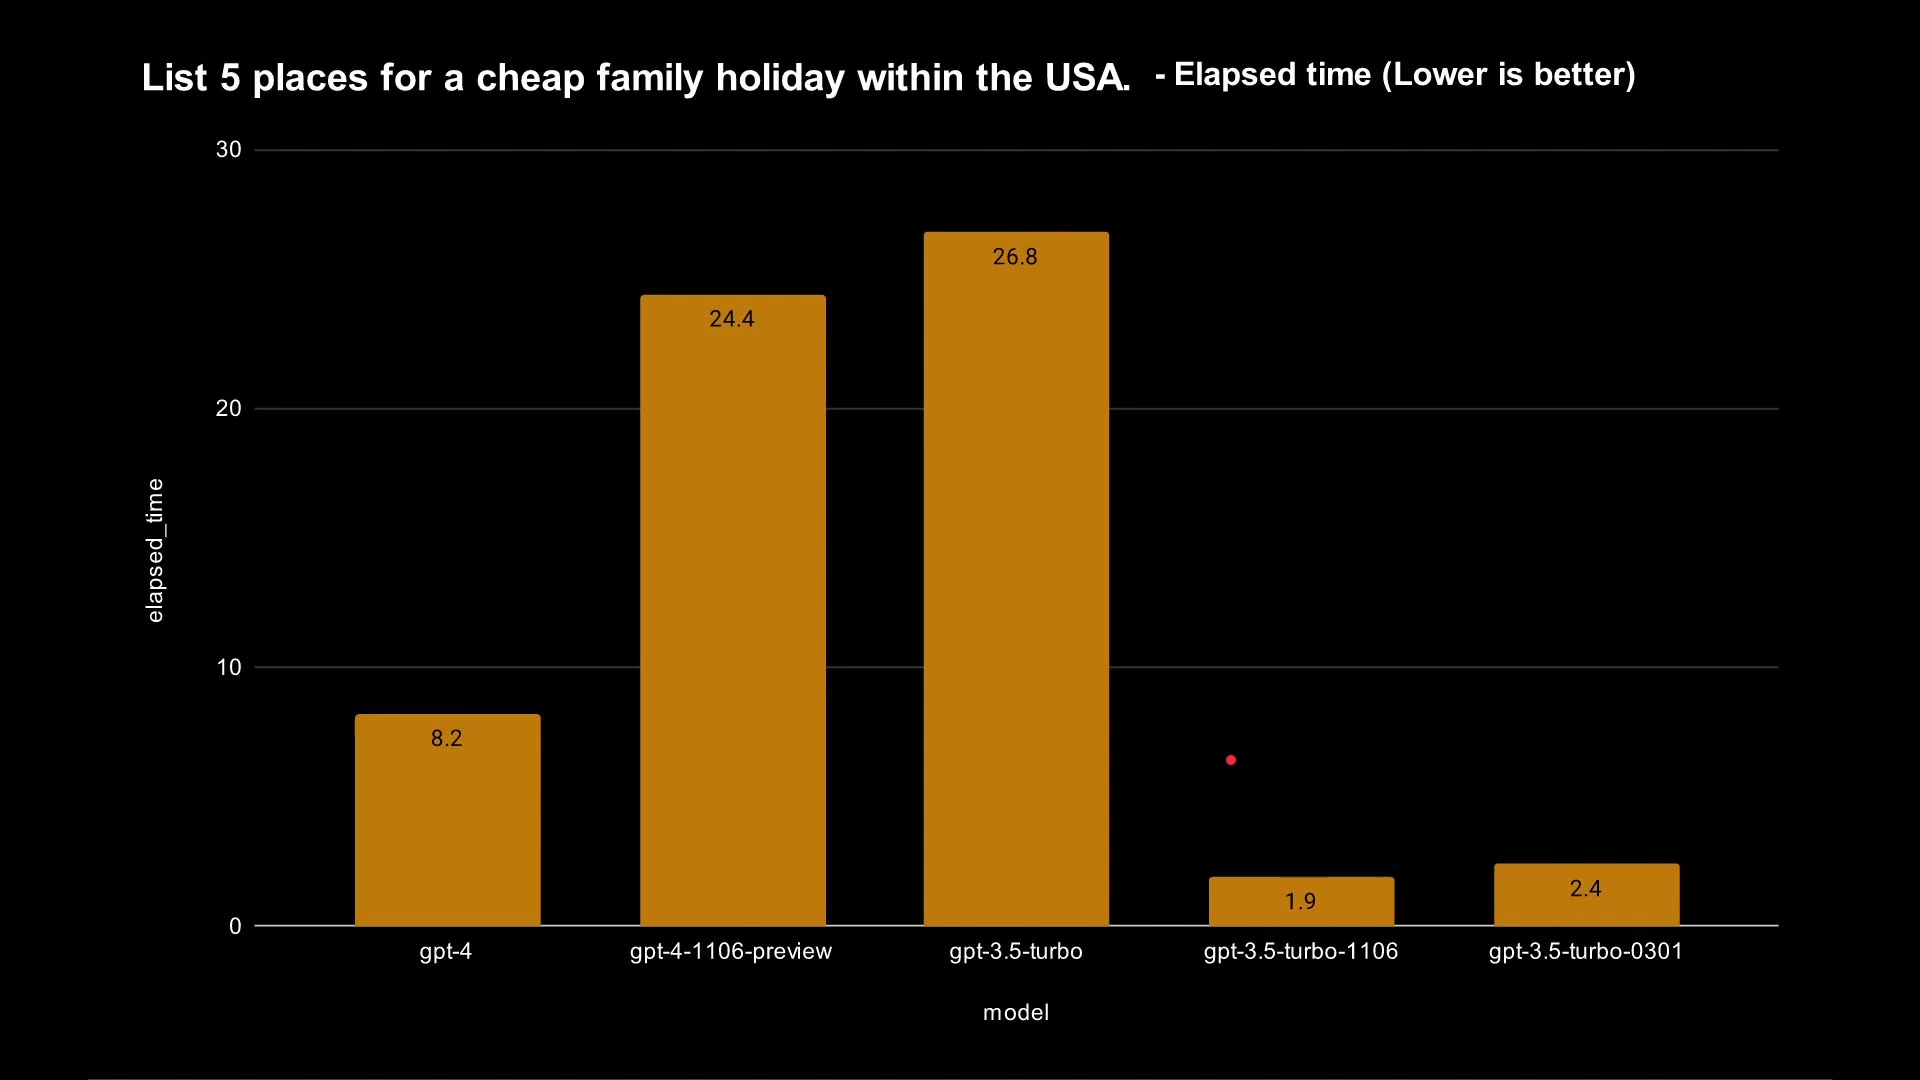 List 5 places for a cheap family holiday within the USA. - Elapsed time (Lower is better)
30
26.8
24.4
20
elapsed_time
10
8.2
1.9
2.4
0
gpt-4 gpt-4-1106-preview gpt-3.5-turbo gpt-3.5-turbo-1106 gpt-3.5-turbo-0301
model